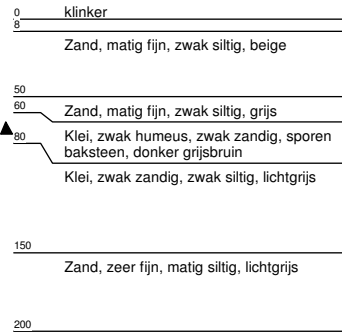 0 klinker
8
Zand, matig fijn, zwak siltig, beige
50
60 Zand, matig fijn, zwak siltig, grijs
80 Klei, zwak humeus, zwak zandig, sporen
baksteen, donker grijsbruin
Klei, zwak zandig, zwak siltig, lichtgrijs
150
Zand, zeer fijn, matig siltig, lichtgrijs
200